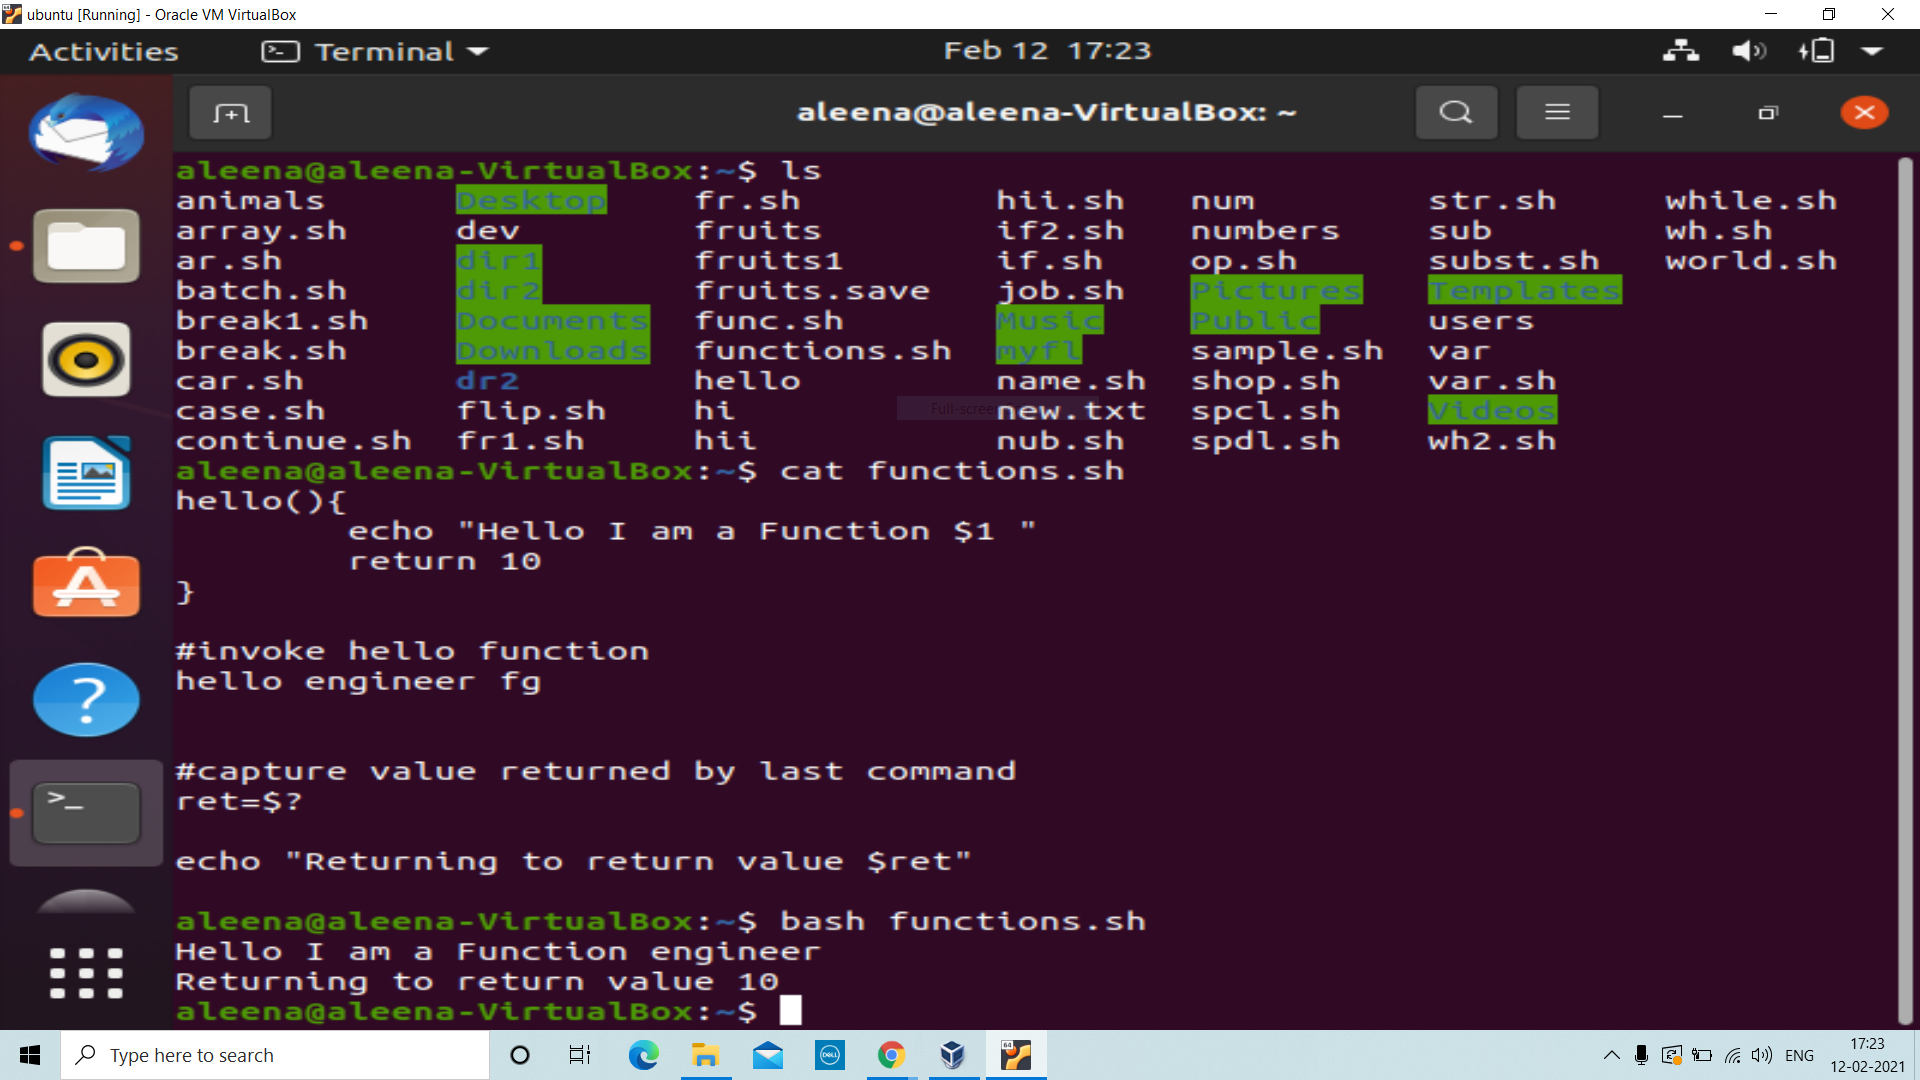 ubuntu [Running] - Oracle VM VirtualBox
Activities Terminal Feb 12 17:23
aleena@aleena-VirtualBox: ~
aleena@aleena-VirtualBox:~$ ls
animals Desktop fr.sh hii.sh num str.sh while.sh
array.sh dev fruits if2.sh numbers sub wh.sh
ar.sh dir1 fruits1 if.sh op.sh subst.sh world.sh
batch.sh dir2 fruits.save job.sh Pictures Templates
break1.sh Documents func.sh Music Public users
break.sh Downloads functions.sh myfl sample.sh var
car.sh dr2 hello name.sh shop.sh var.sh
case.sh flip.sh hi new.txt spcl.sh Videos
continue.sh fr1.sh hii nub.sh spdl.sh wh2.sh
aleena@aleena-VirtualBox:~$ cat functions.sh
hello(){
echo "Hello I am a Function $1 "
return 10
}
#invoke hello function
hello engineer fg
#capture value returned by last command
ret=$?
echo "Returning to return value $ret"
aleena@aleena-VirtualBox:~$ bash functions.sh
Hello I am a Function engineer
Returning to return value 10
aleena@aleena-VirtualBox:~$
Type here to search DELL 64 ENG 17:23
12-02-2021